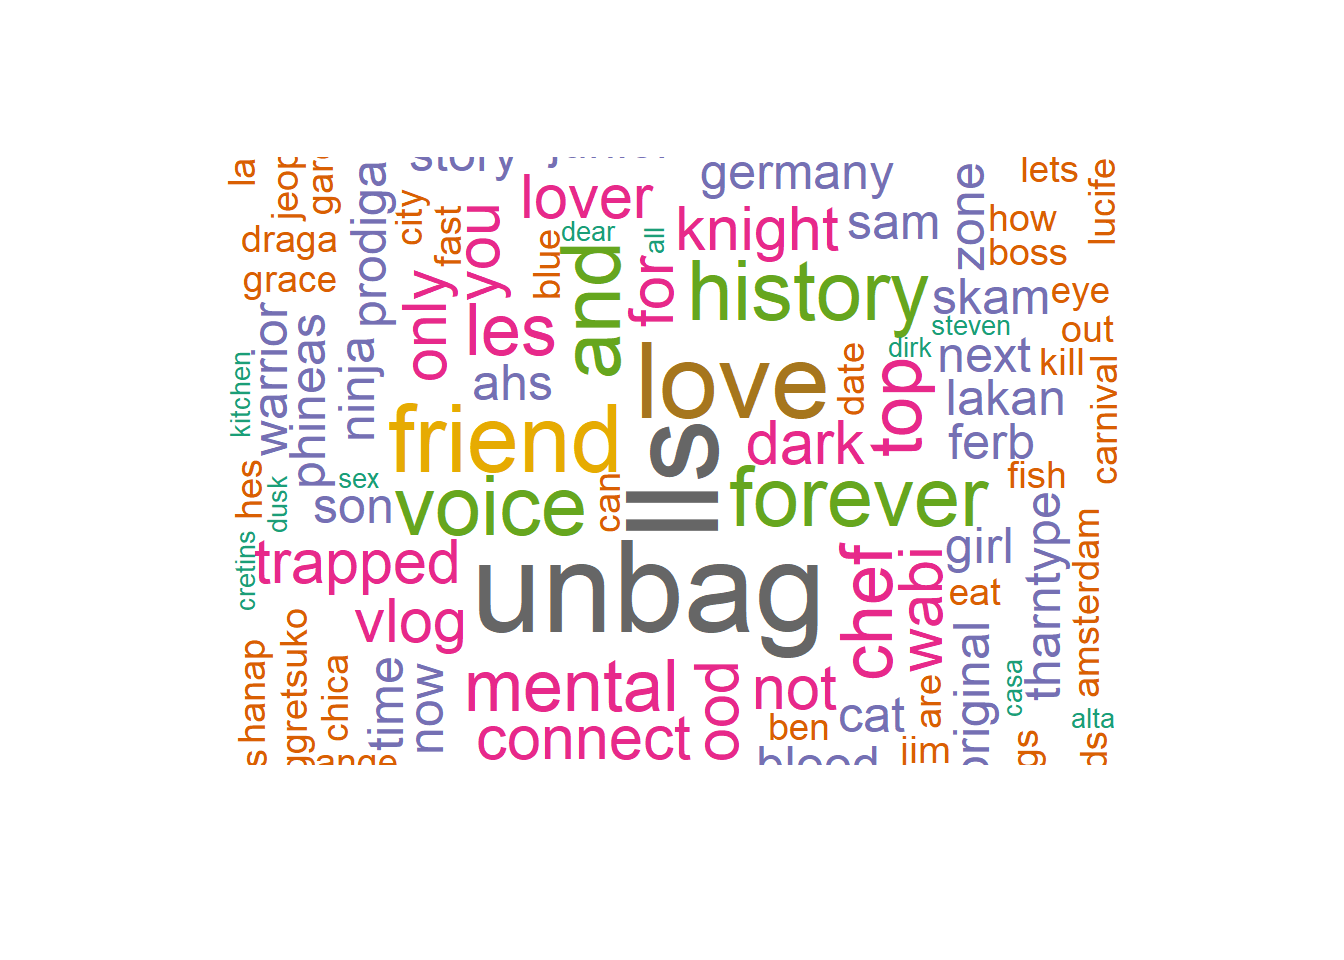 la
story
germany
lets
lover
knight
sam
zone
how
lucife
draga
prodiga
city
fast
you
blue
dear
all
boss
grace
only
and
for
history
skam
eye
warrior
phineas
ninja
les
steven
out
kitchen
ahs
love
date
dirk
next
kill
top
lakan
carnival
friend
lls
dark
ferb
hes
dusk
sex
son
voice
can
forever
fish
cretins
trapped
unbag
chef
wabi
girl
tharntype
amsterdam
vlog
eat
hanap
chica
time
now
mental
ood
not
are
original
casa
connect
ben
cat
alta
blood
jim
gs
ds